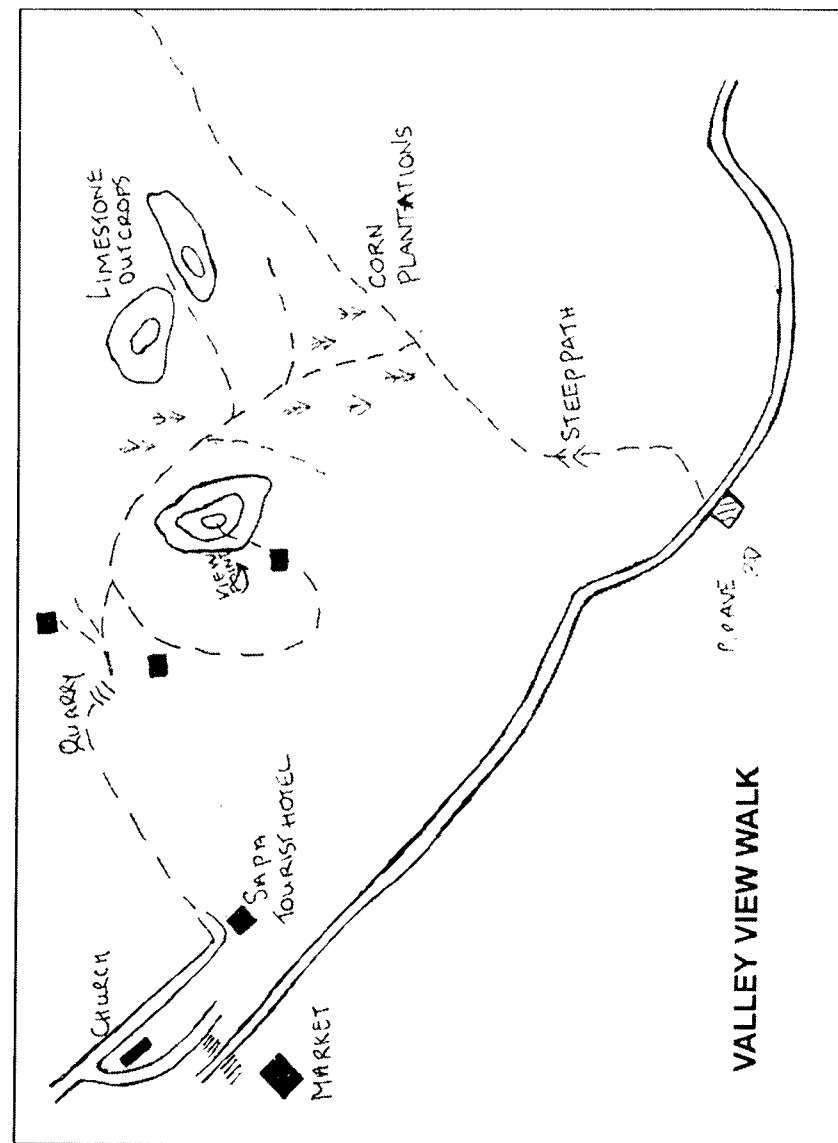 QUARRY
CHURCH
LIMESTONE
OUTCROPS
VIEW
POINT
SAPA
TOURIST HOTEL
MARKET
CORN
PLANTATIONS
STEEP PATH
VALLEY VIEW WALK